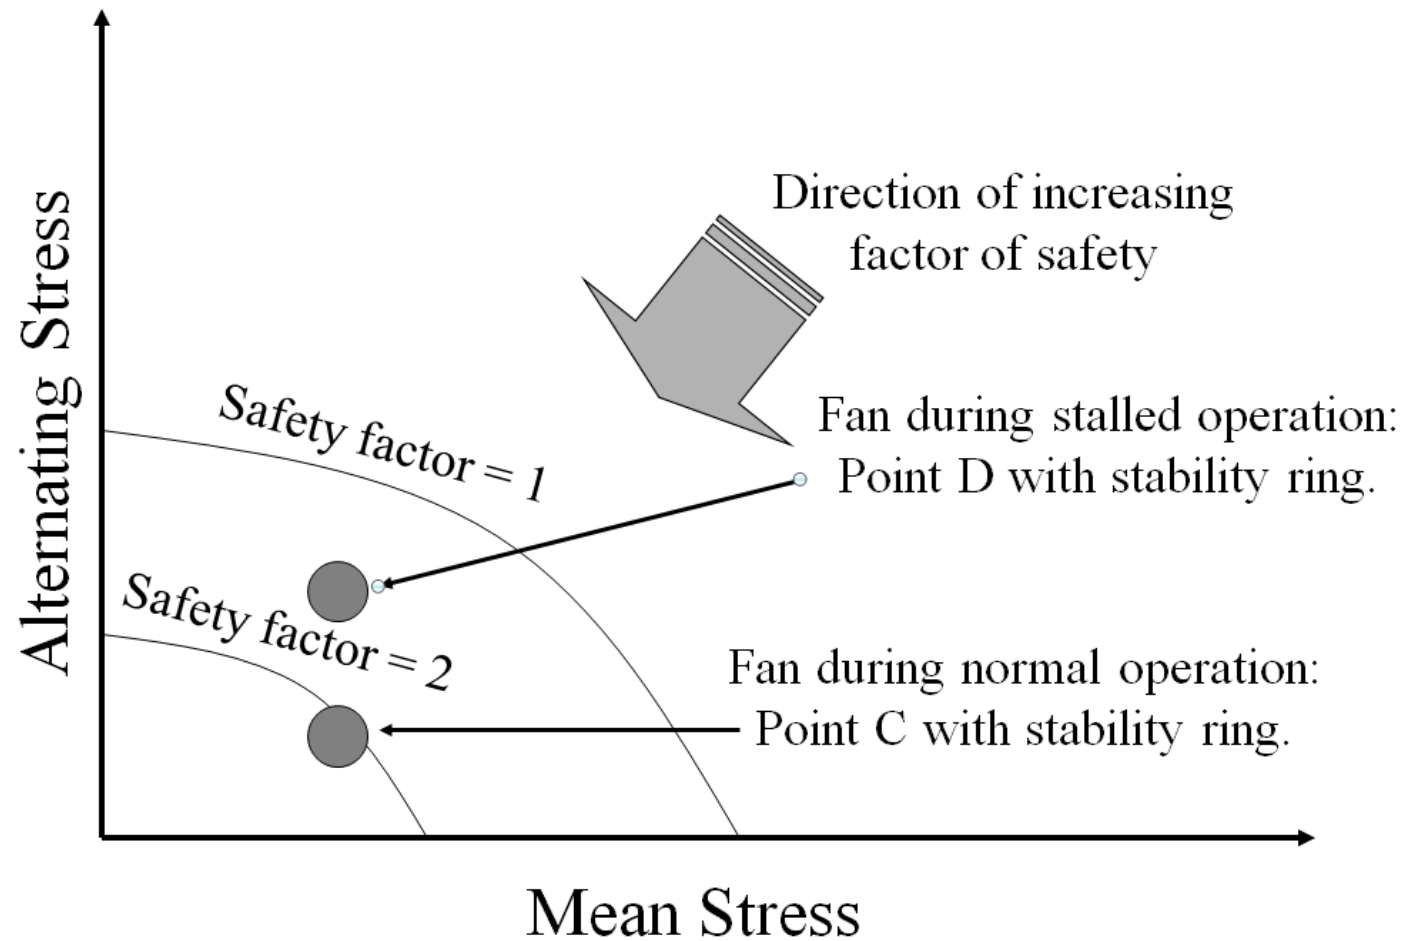 Direction of increasing
factor of safety
Alternating Stress
Safety factor = 1
Fan during stalled operation:
Point D with stability ring.
Safety factor = 2
Fan during normal operation:
Point C with stability ring.
Mean Stress